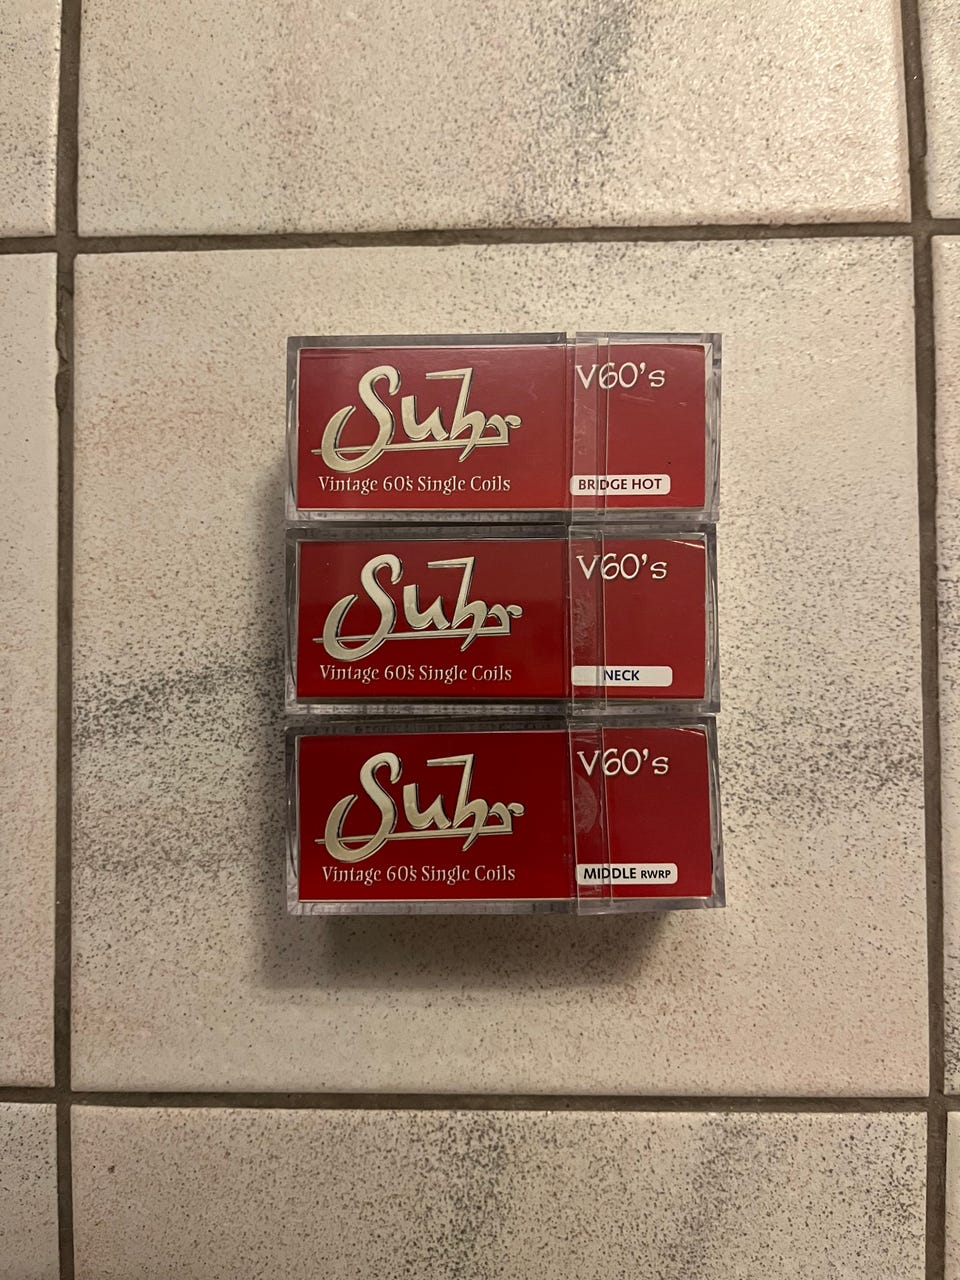 Suhr
Vintage 60's Single Coils
V60's
BRIDGE HOT
Suhr
Vintage 60's Single Coils
V60's
NECK
Suhr
Vintage 60's Single Coils
V60's
MIDDLE RWRP